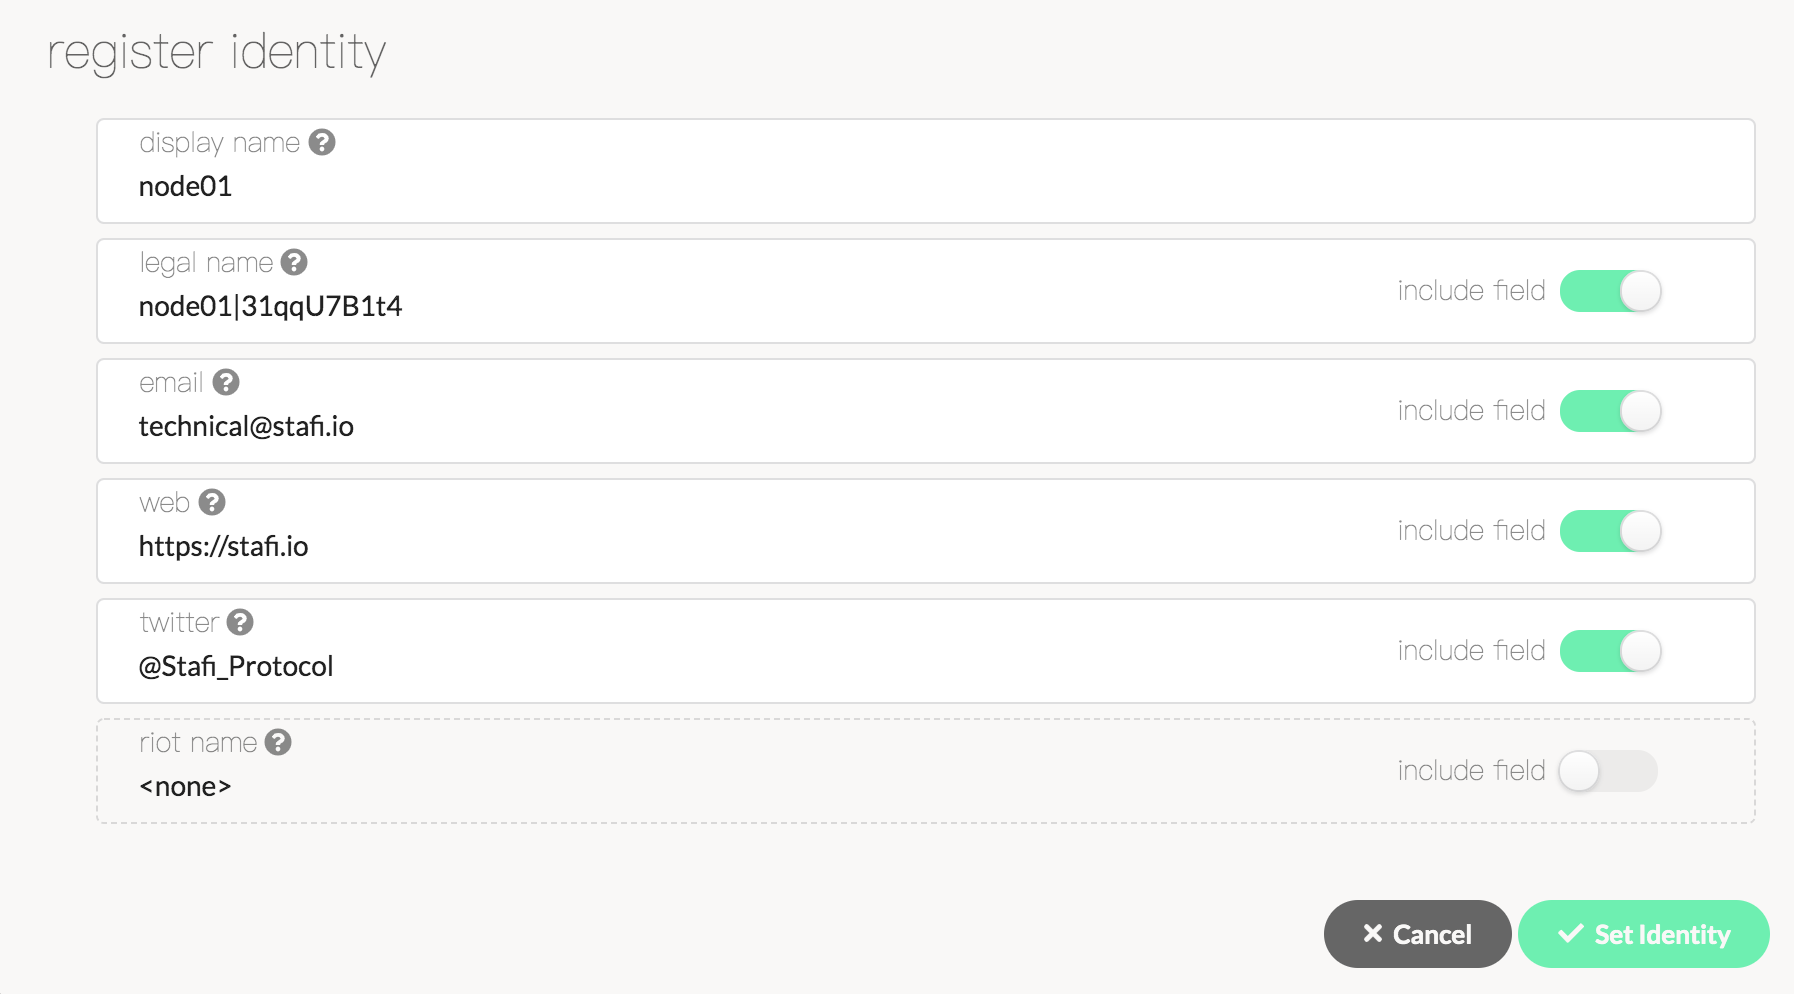 register identity
display name ?
node01
legal name ?
node01|31qqU7B1t4
include field
email ?
technical@stafi.io
include field
web ?
https://stafi.io
include field
twitter ?
@Stafi_Protocol
include field
riot name ?
<none>
include field
Cancel
Set Identity